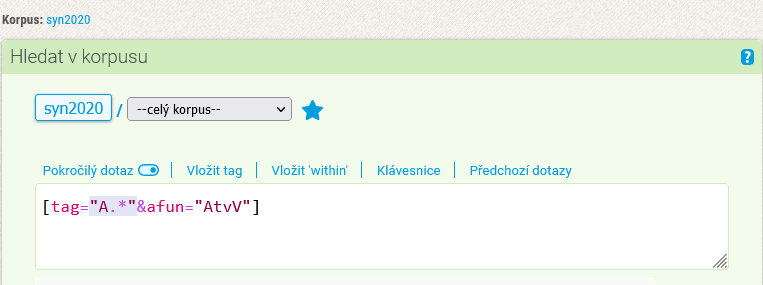 Korpus: syn2020
Hledat v korpusu
?
syn2020 / --celý korpus--
Pokročilý dotaz | Vložit tag | Vložit 'within' | Klávesnice | Předchozí dotazy
[tag="A.*"&afun="AtvV"]